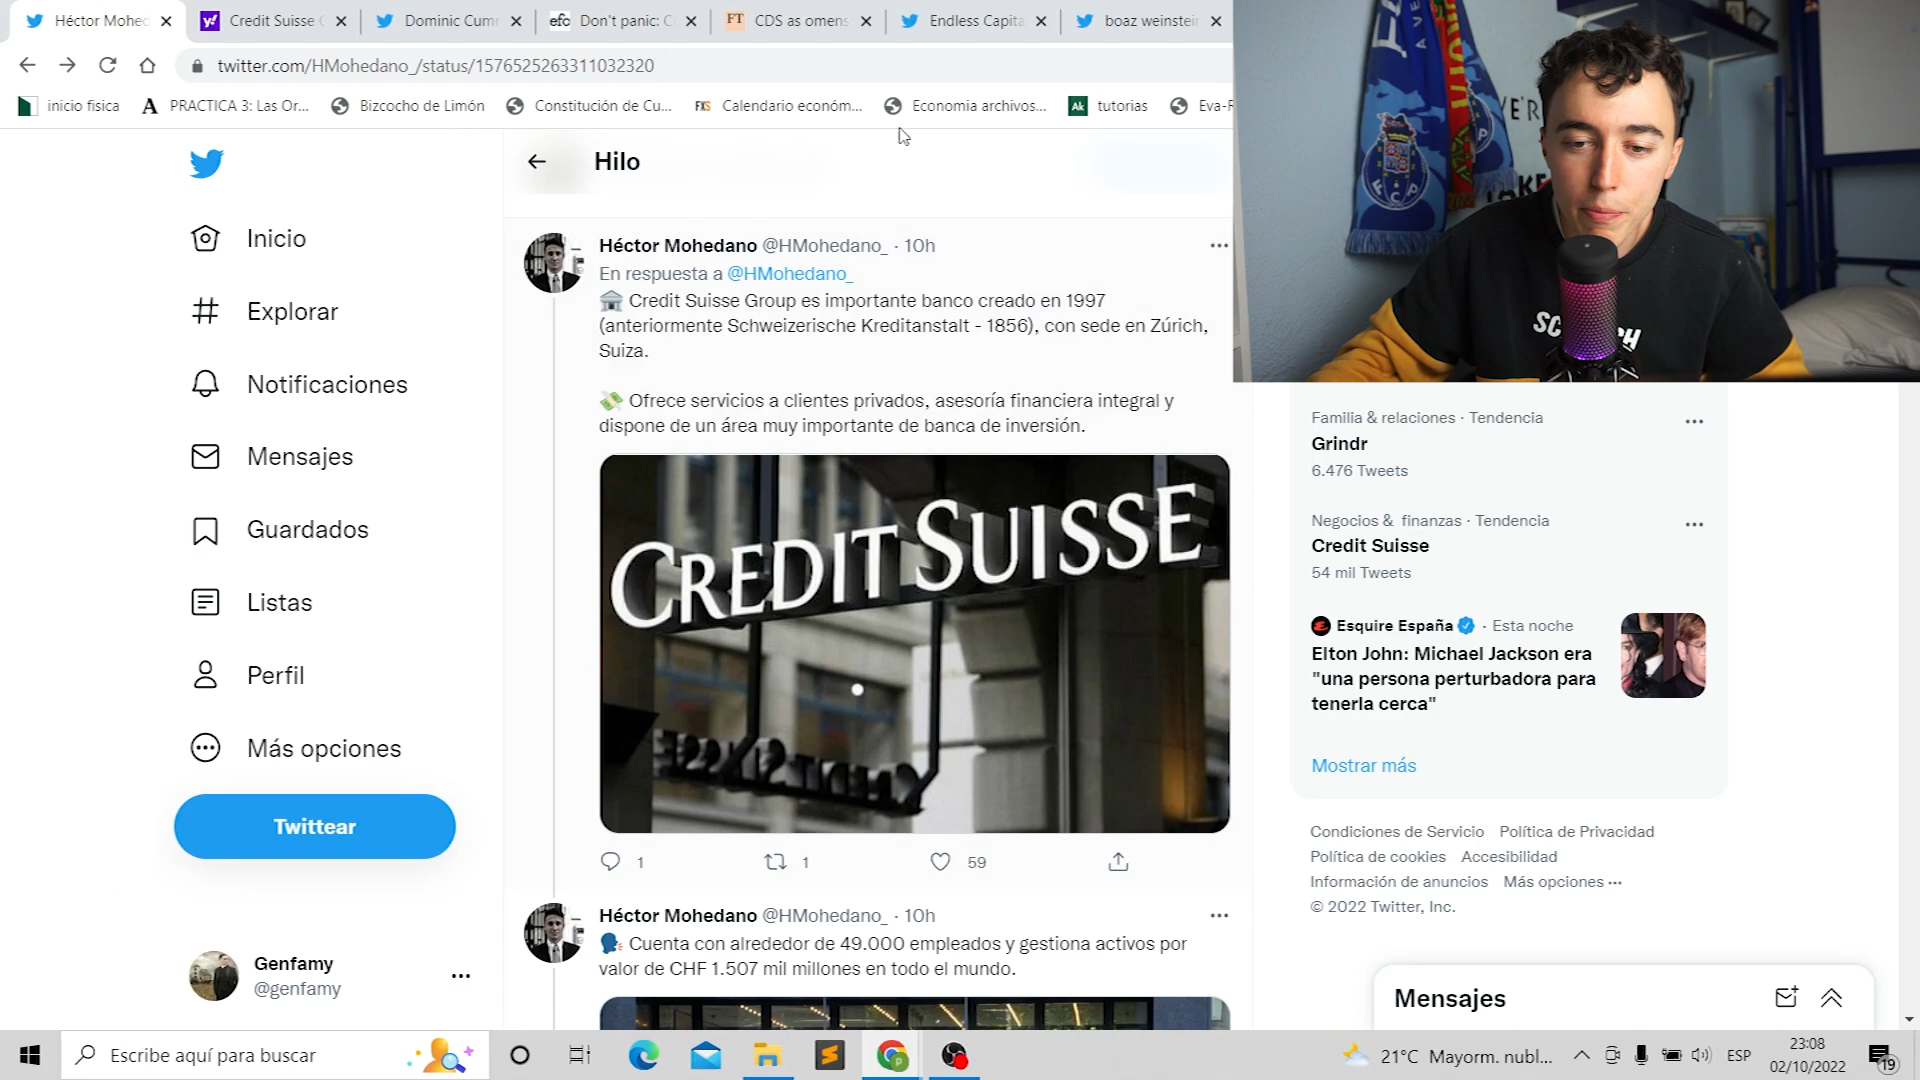 Héctor Mohed
Credit Suisse C
Dominic Cum
efc Don't panic: C
FT CDS as omens
Endless Capita
boaz weinstein
twitter.com/HMohedano_/status/1576525263311032320
inicio fisica
A PRACTICA 3: Las Or...
Bizcocho de Limón
Constitución de Cu...
FXS Calendario económ...
Economia archivos...
Ak tutorias
Eva-R
Hilo
Inicio
Explorar
Notificaciones
Mensajes
Guardados
Listas
Perfil
Más opciones
Twittear
Genfamy
@genfamy
Héctor Mohedano @HMohedano_ · 10h
En respuesta a @HMohedano_
Credit Suisse Group es importante banco creado en 1997
(anteriormente Schweizerische Kreditanstalt - 1856), con sede en Zúrich,
Suiza.
Ofrece servicios a clientes privados, asesoría financiera integral y
dispone de un área muy importante de banca de inversión.
CREDIT SUISSE
1
1
59
Héctor Mohedano @HMohedano_ · 10h
Cuenta con alrededor de 49.000 empleados y gestiona activos por
valor de CHF 1.507 mil millones en todo el mundo.
Familia & relaciones · Tendencia
Grindr
6.476 Tweets
Negocios & finanzas · Tendencia
Credit Suisse
54 mil Tweets
Esquire España · Esta noche
Elton John: Michael Jackson era
"una persona perturbadora para
tenerla cerca"
Mostrar más
Condiciones de Servicio Política de Privacidad
Política de cookies Accesibilidad
Información de anuncios Más opciones ···
© 2022 Twitter, Inc.
Mensajes
Escribe aquí para buscar
21°C Mayorm. nubl...
ESP
23:08
02/10/2022
19